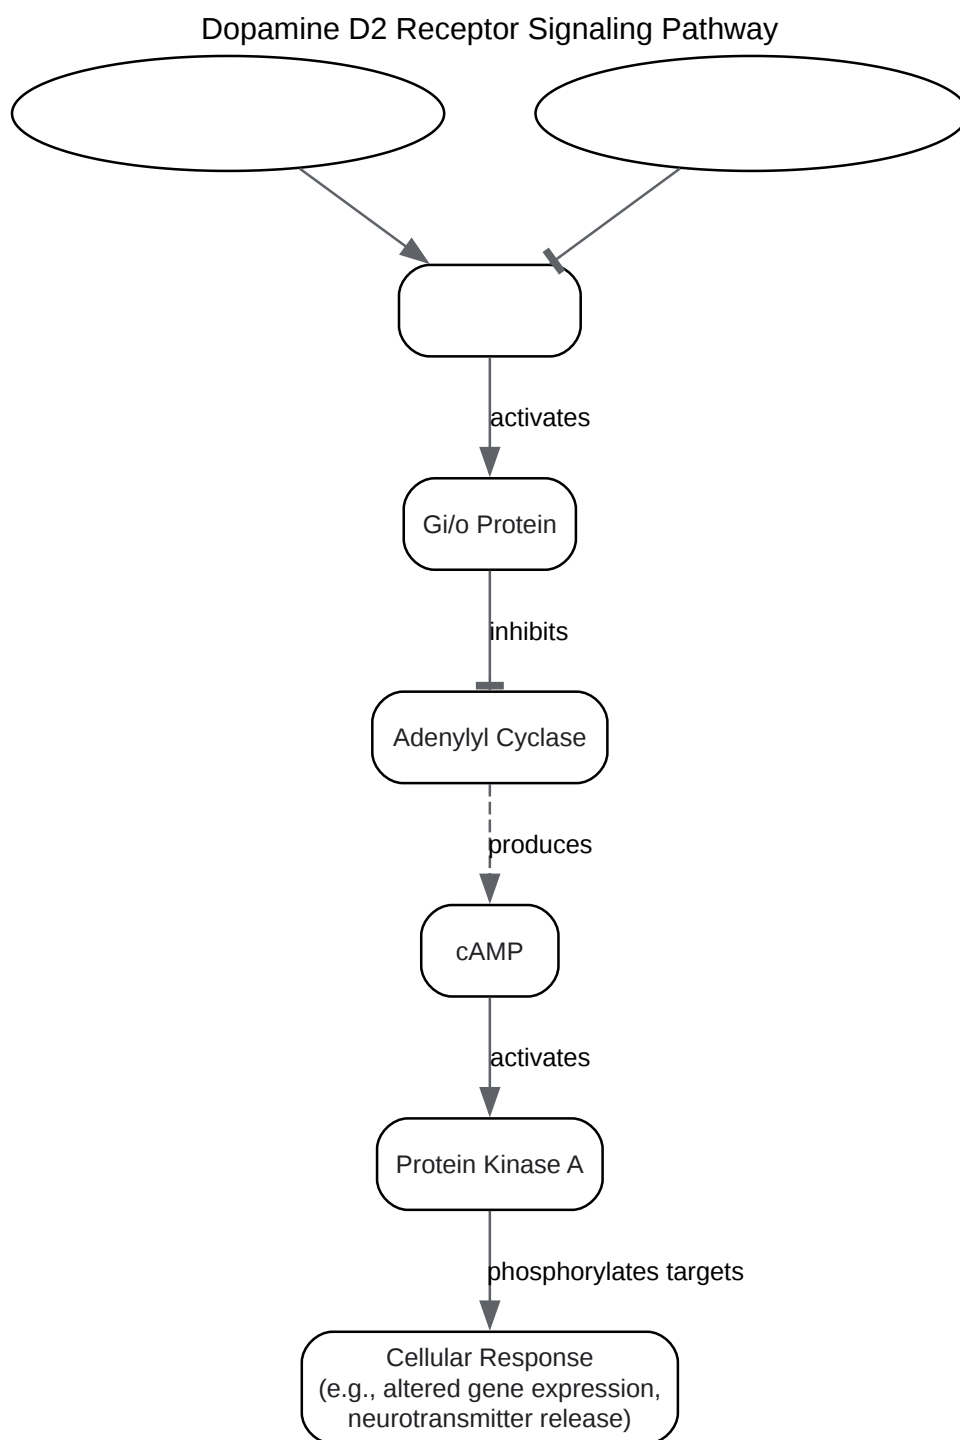 Dopamine D2 Receptor Signaling Pathway
activates
Gi/o Protein
inhibits
Adenylyl Cyclase
produces
cAMP
activates
Protein Kinase A
phosphorylates targets
Cellular Response
(e.g., altered gene expression,
neurotransmitter release)